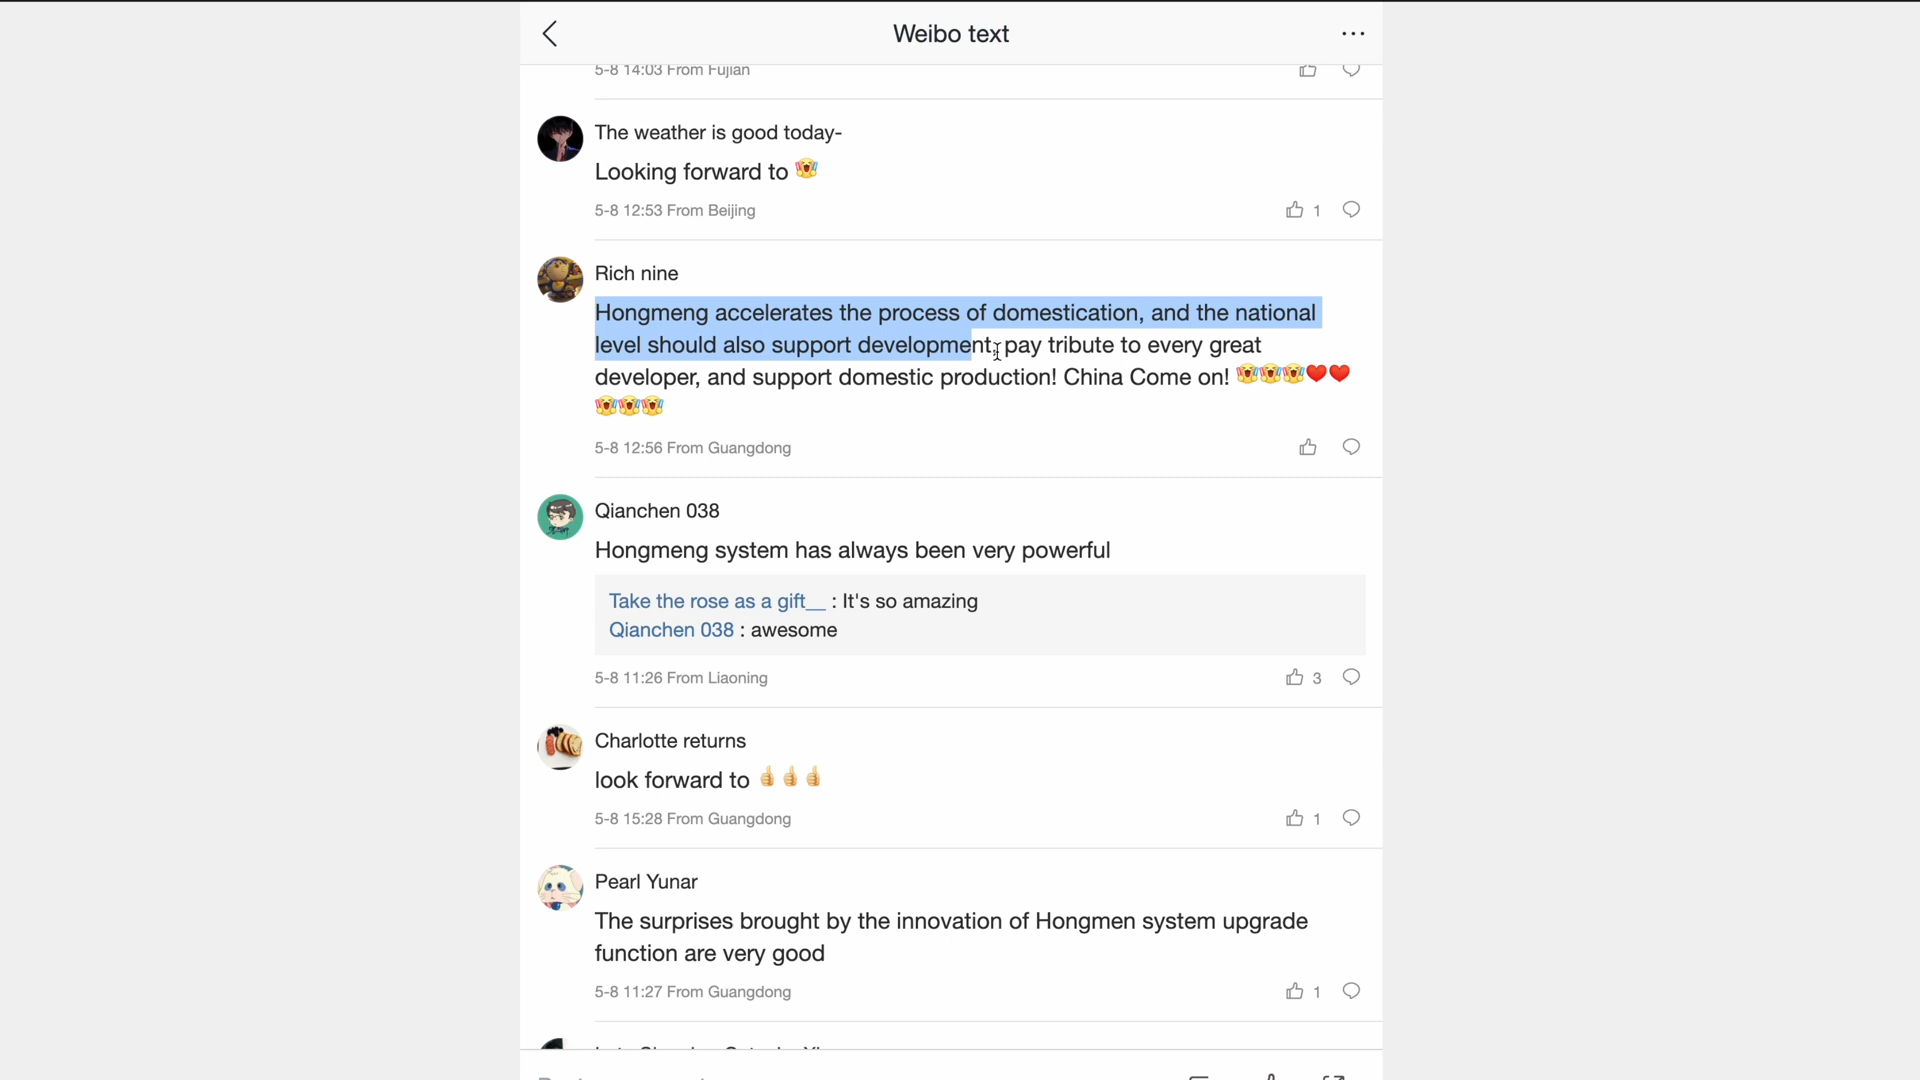 Weibo text
5-8 14:03 From Fujian
The weather is good today-
Looking forward to
5-8 12:53 From Beijing
1
Rich nine
Hongmeng accelerates the process of domestication, and the national
level should also support development, pay tribute to every great
developer, and support domestic production! China Come on!
5-8 12:56 From Guangdong
Qianchen 038
Hongmeng system has always been very powerful
Take the rose as a gift__ : It's so amazing
Qianchen 038 : awesome
5-8 11:26 From Liaoning
3
Charlotte returns
look forward to
5-8 15:28 From Guangdong
1
Pearl Yunar
The surprises brought by the innovation of Hongmen system upgrade
function are very good
5-8 11:27 From Guangdong
1